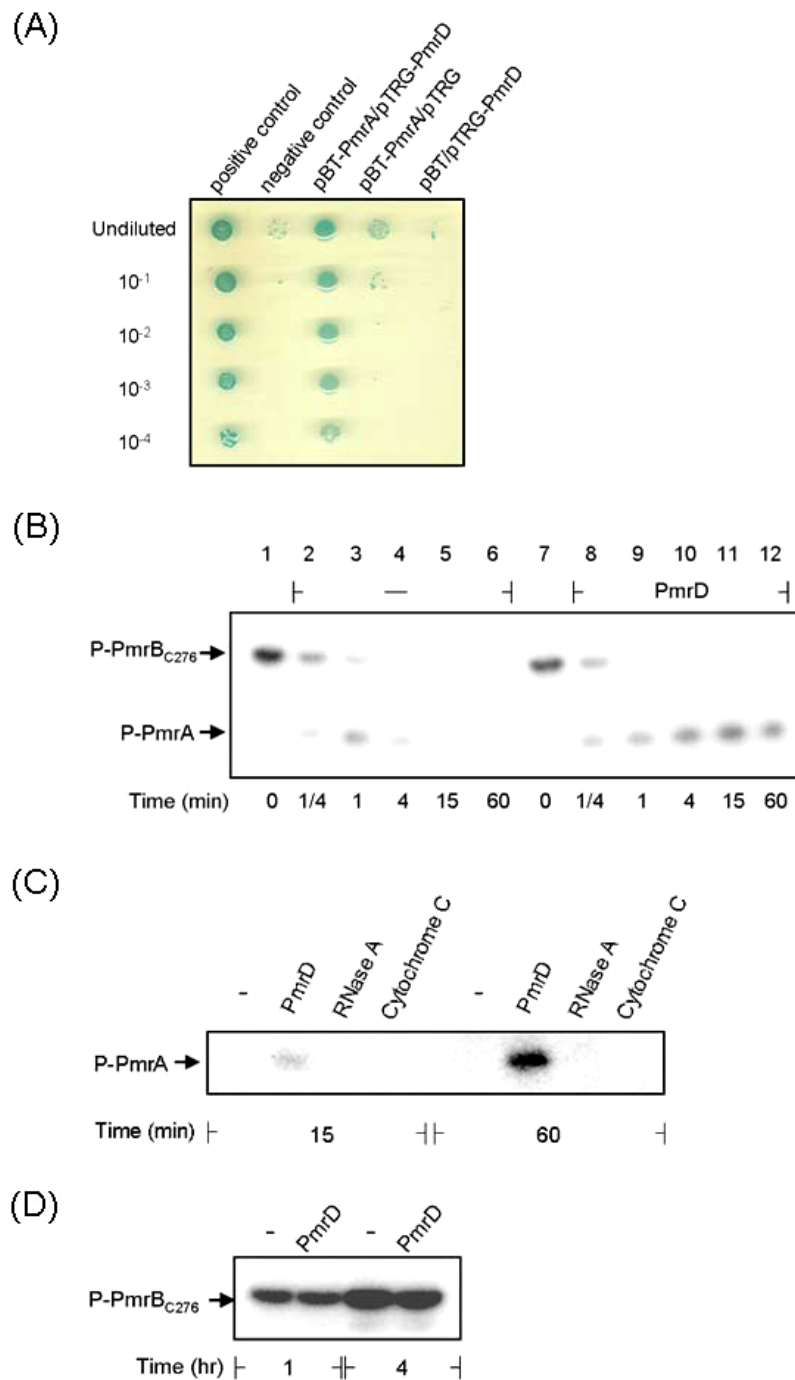 (A)
positive control
negative control
pBT-PmrA/pTRG-PmrD
pBT-PmrA/pTRG
pBT/pTRG-PmrD
Undiluted
10-1
10-2
10-3
10-4
(B)
1 2 3 4 5 6 7 8 9 10 11 12
— PmrD
P-PmrBC276
P-PmrA
Time (min) 0 1/4 1 4 15 60 0 1/4 1 4 15 60
(C)
- PmrD RNase A Cytochrome C - PmrD RNase A Cytochrome C
P-PmrA
Time (min) 15 60
(D)
- PmrD - PmrD
P-PmrBC276
Time (hr) 1 4